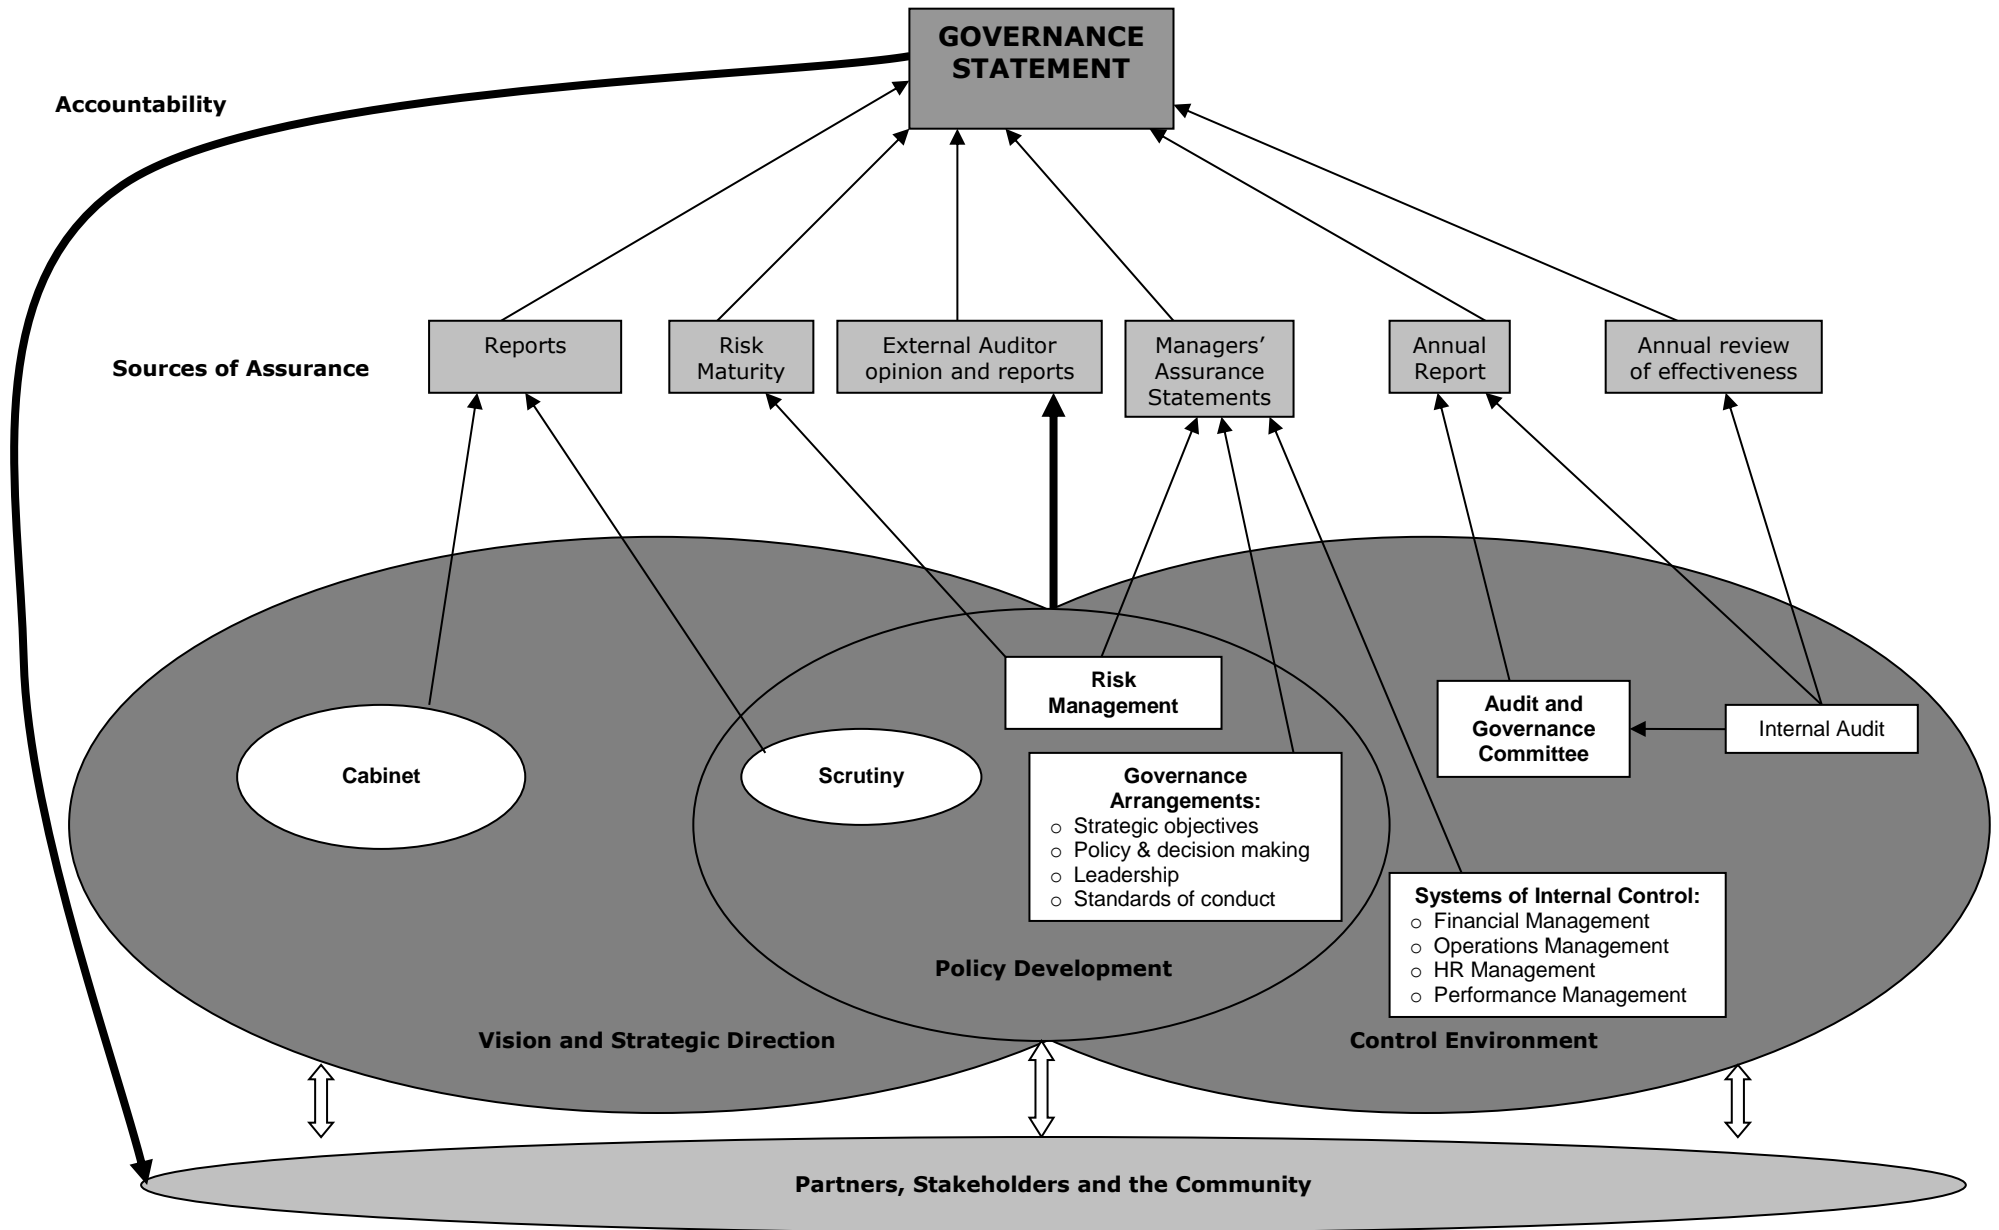 GOVERNANCE
STATEMENT
Accountability
Sources of Assurance
Reports
Risk
Maturity
External Auditor
opinion and reports
Managers’
Assurance
Statements
Annual
Report
Annual review
of effectiveness
Risk
Management
Audit and
Governance
Committee
Internal Audit
Cabinet
Scrutiny
Governance
Arrangements:
○ Strategic objectives
○ Policy & decision making
○ Leadership
○ Standards of conduct
Systems of Internal Control:
○ Financial Management
○ Operations Management
○ HR Management
○ Performance Management
Policy Development
Vision and Strategic Direction
Control Environment
Partners, Stakeholders and the Community